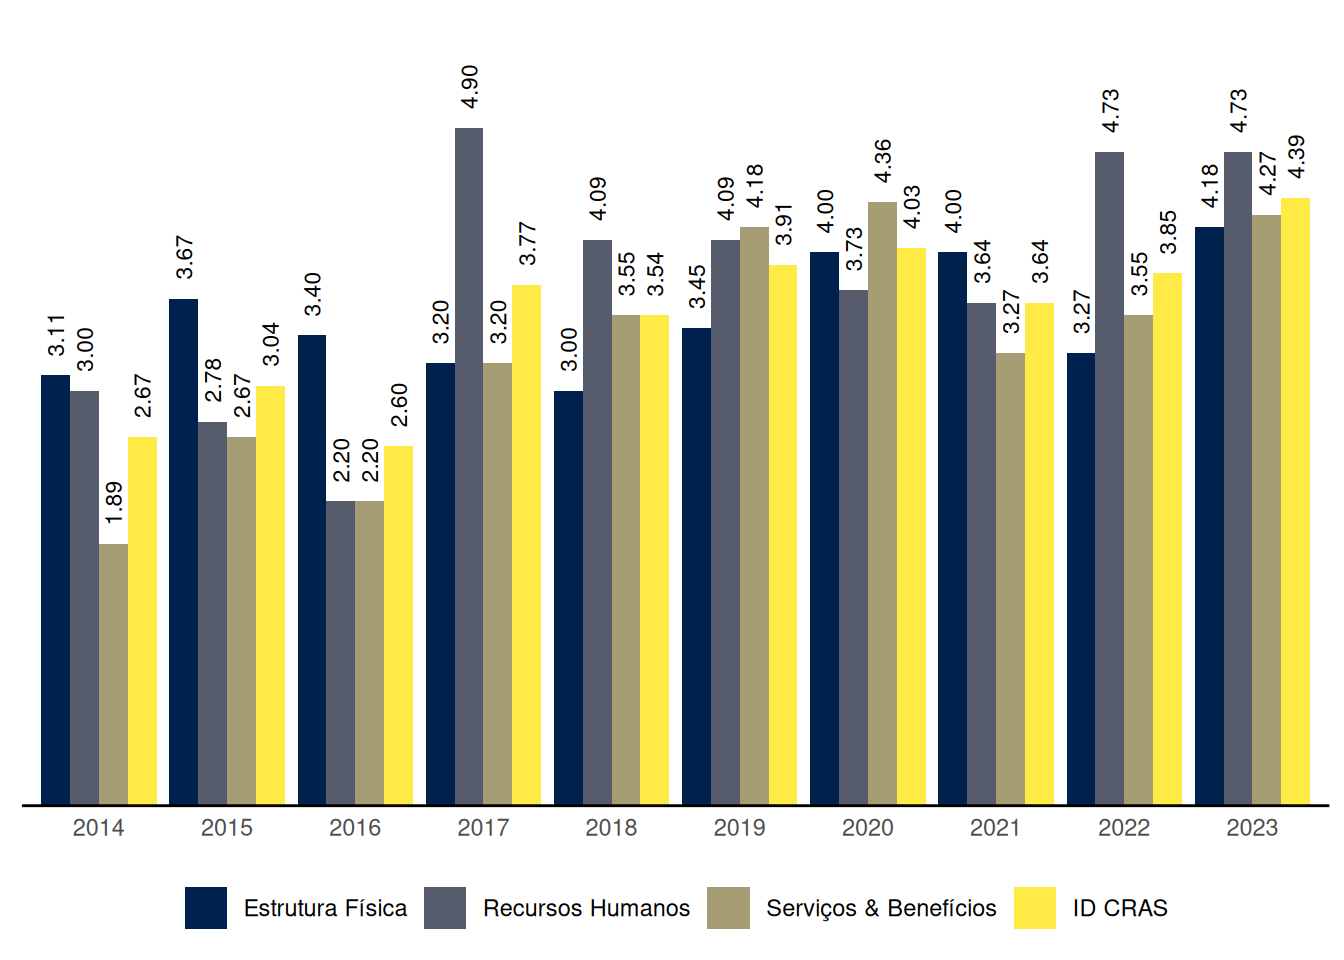 3.11 3.00 1.89 2.67
3.67 2.78 2.67 3.04
3.40 2.20 2.20 2.60
3.20 4.90 3.20 3.77
3.00 4.09 3.55 3.54
3.45 4.09 4.18 3.91
4.00 3.73 4.36 4.03
4.00 3.64 3.27 3.64
3.27 4.73 3.55 3.85
4.18 4.73 4.27 4.39
2014 2015 2016 2017 2018 2019 2020 2021 2022 2023
Estrutura Física Recursos Humanos Serviços & Benefícios ID CRAS